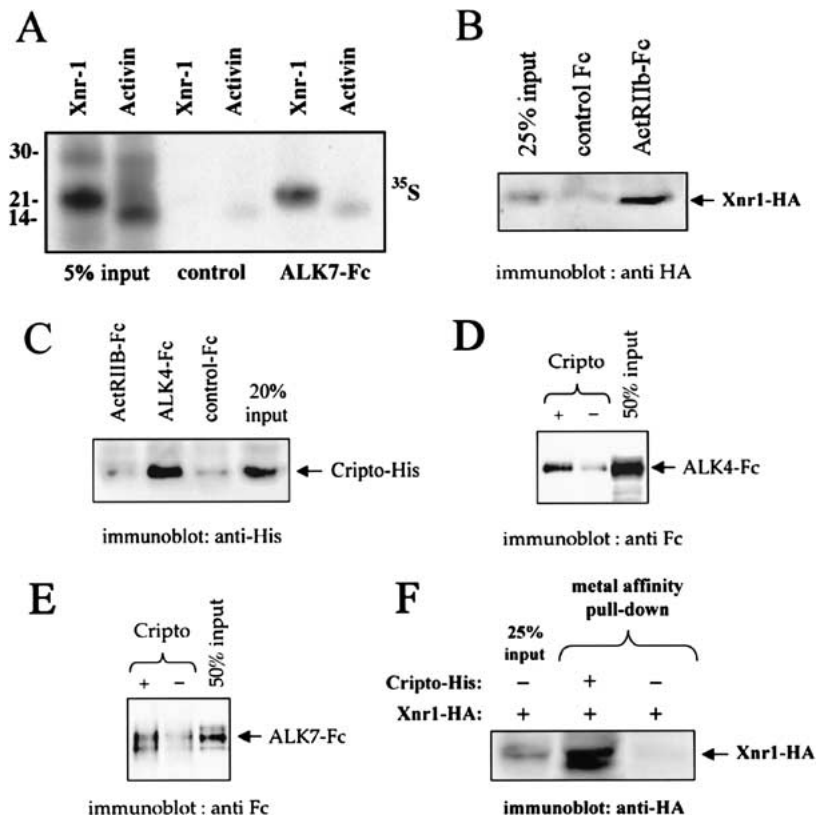 A
Xnr-1
Activin
Xnr-1
Activin
Xnr-1
Activin
30-
21-
14-
35S
5% input
control
ALK7-Fc
B
25% input
control Fc
ActRIIb-Fc
Xnr1-HA
immunoblot : anti HA
C
ActRIIB-Fc
ALK4-Fc
control-Fc
20%
input
Cripto-His
immunoblot: anti-His
D
Cripto
+
−
50% input
ALK4-Fc
immunoblot : anti Fc
E
Cripto
+
−
50% input
ALK7-Fc
immunoblot : anti Fc
F
metal affinity
pull-down
25%
input
Cripto-His: − + −
Xnr1-HA: + + +
Xnr1-HA
immunoblot: anti-HA